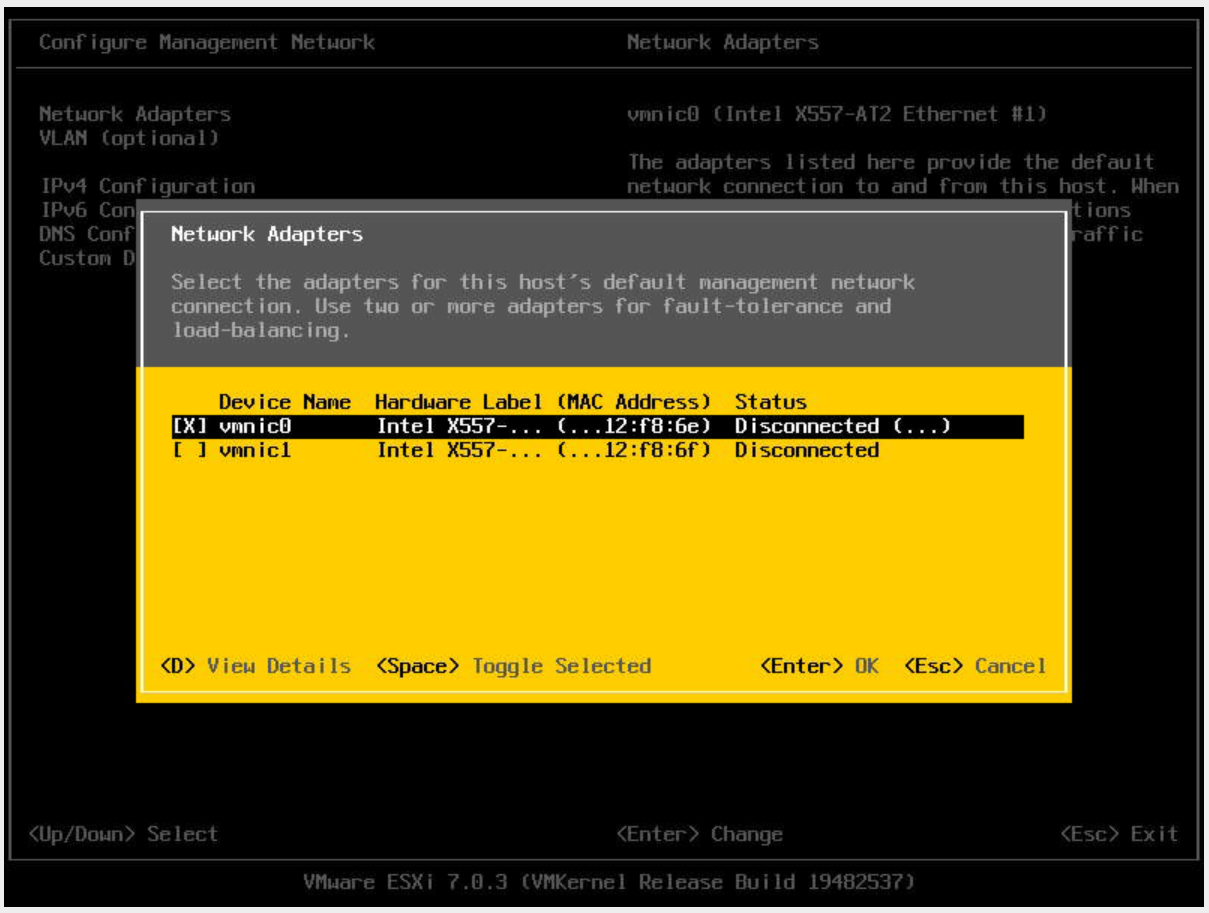 Configure Management Network
Network Adapters
Network Adapters
VLAN (optional)
IPv4 Configuration
IPv6 Con
DNS Conf
Custom D
vmnic0 (Intel X557-AT2 Ethernet #1)
The adapters listed here provide the default
network connection to and from this host. When
tions
raffic
Network Adapters
Select the adapters for this host's default management network
connection. Use two or more adapters for fault-tolerance and
load-balancing.
Device Name Hardware Label (MAC Address) Status
[X] vmnic0 Intel X557-... (...12:f8:6e) Disconnected (...)
[ ] vmnic1 Intel X557-... (...12:f8:6f) Disconnected
<D> View Details <Space> Toggle Selected <Enter> OK <Esc> Cancel
<Up/Down> Select <Enter> Change <Esc> Exit
VMware ESXi 7.0.3 (VMKernel Release Build 19482537)